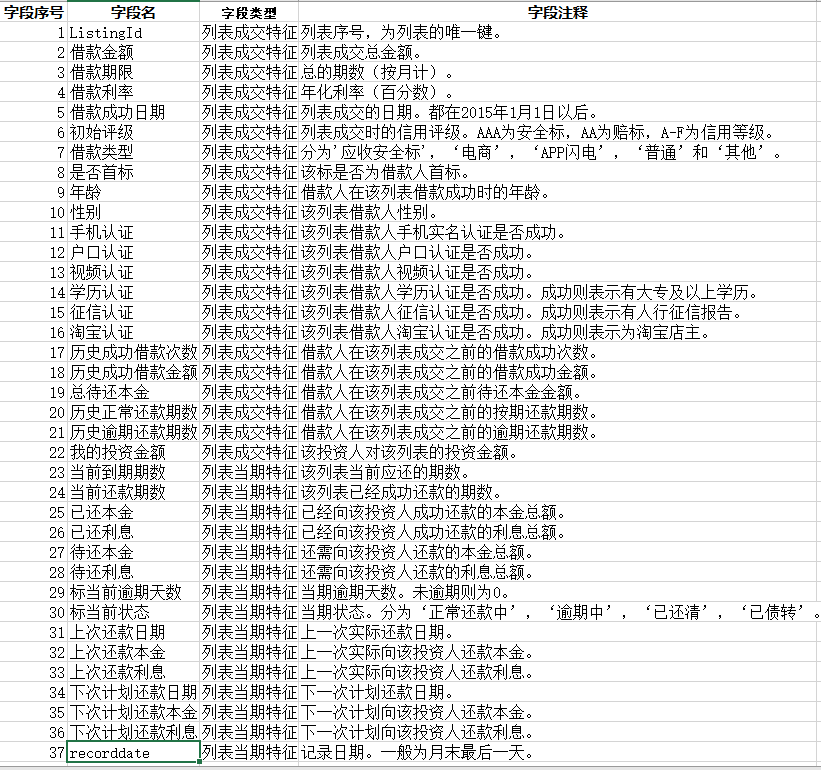 字段序号 字段名 字段类型 字段注释
1 ListingId 列表成交特征 列表序号，为列表的唯一键。
2 借款金额 列表成交特征 列表成交总金额。
3 借款期限 列表成交特征 总的期数（按月计）。
4 借款利率 列表成交特征 年化利率（百分数）。
5 借款成功日期 列表成交特征 列表成交的日期。都在2015年1月1日以后。
6 初始评级 列表成交特征 列表成交时的信用评级。AAA为安全标，AA为赔标，A-F为信用等级。
7 借款类型 列表成交特征 分为'应收安全标'，‘电商’，‘APP闪电’，‘普通’和‘其他’。
8 是否首标 列表成交特征 该标是否为借款人首标。
9 年龄 列表成交特征 借款人在该列表借款成功时的年龄。
10 性别 列表成交特征 该列表借款人性别。
11 手机认证 列表成交特征 该列表借款人手机实名认证是否成功。
12 户口认证 列表成交特征 该列表借款人户口认证是否成功。
13 视频认证 列表成交特征 该列表借款人视频认证是否成功。
14 学历认证 列表成交特征 该列表借款人学历认证是否成功。成功则表示有大专及以上学历。
15 征信认证 列表成交特征 该列表借款人征信认证是否成功。成功则表示有人行征信报告。
16 淘宝认证 列表成交特征 该列表借款人淘宝认证是否成功。成功则表示为淘宝店主。
17 历史成功借款次数 列表成交特征 借款人在该列表成交之前的借款成功次数。
18 历史成功借款金额 列表成交特征 借款人在该列表成交之前的借款成功金额。
19 总待还本金 列表成交特征 借款人在该列表成交之前待还本金金额。
20 历史正常还款期数 列表成交特征 借款人在该列表成交之前的按期还款期数。
21 历史逾期还款期数 列表成交特征 借款人在该列表成交之前的逾期还款期数。
22 我的投资金额 列表成交特征 该投资人对该列表的投资金额。
23 当前到期期数 列表当期特征 该列表当前应还的期数。
24 当前还款期数 列表当期特征 该列表已经成功还款的期数。
25 已还本金 列表当期特征 已经向该投资人成功还款的本金总额。
26 已还利息 列表当期特征 已经向该投资人成功还款的利息总额。
27 待还本金 列表当期特征 还需向该投资人还款的本金总额。
28 待还利息 列表当期特征 还需向该投资人还款的利息总额。
29 标当前逾期天数 列表当期特征 当期逾期天数。未逾期则为0。
30 标当前状态 列表当期特征 当期状态。分为‘正常还款中’，‘逾期中’，‘已还清’，‘已债转’。
31 上次还款日期 列表当期特征 上一次实际还款日期。
32 上次还款本金 列表当期特征 上一次实际向该投资人还款本金。
33 上次还款利息 列表当期特征 上一次实际向该投资人还款利息。
34 下次计划还款日期 列表当期特征 下一次计划还款日期。
35 下次计划还款本金 列表当期特征 下一次计划向该投资人还款本金。
36 下次计划还款利息 列表当期特征 下一次计划向该投资人还款利息。
37 recorddate 列表当期特征 记录日期。一般为月末最后一天。